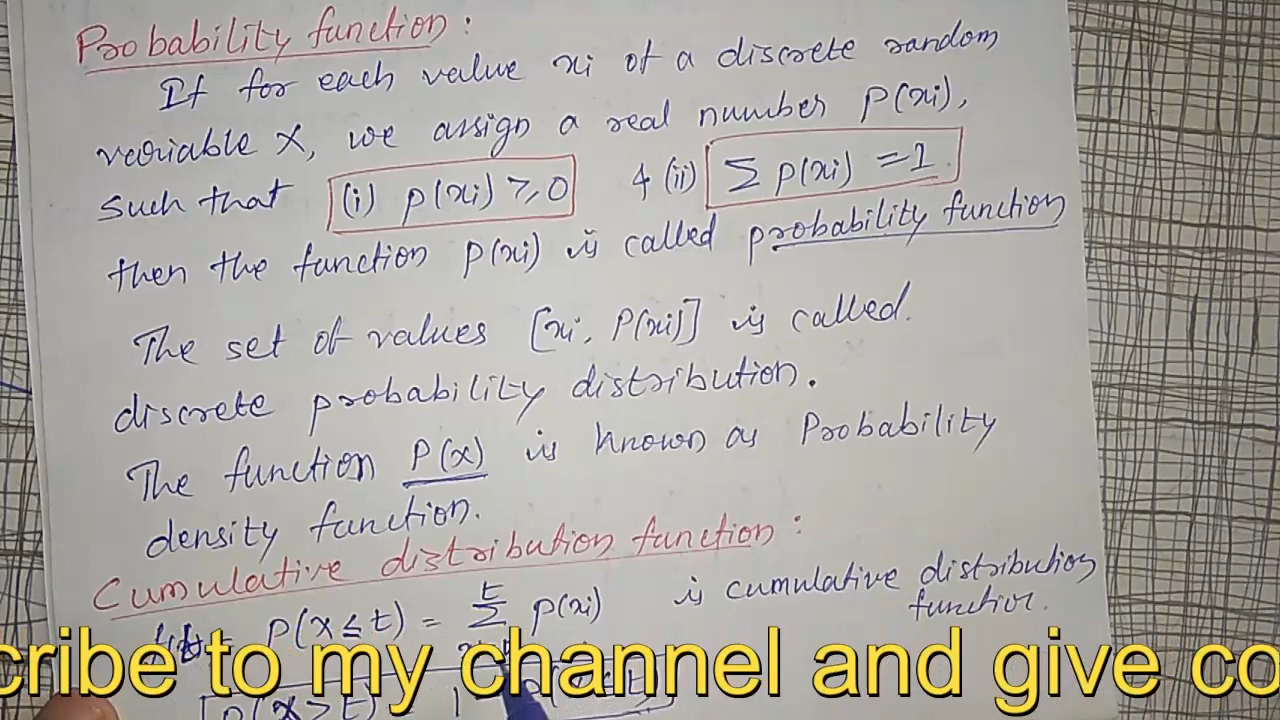 Probability function:
If for each value xi of a discrete random
variable X, we assign a real number P(xi),
such that (i) p(xi) ≥ 0 & (ii) Σ p(xi) = 1.
then the function p(xi) is called probability function
The set of values [xi, P(xi)] is called.
discrete probability distribution.
The function P(x) is known as Probability
density function.
Cumulative distribution function:
P(x ≤ t) = Σ p(xi) is cumulative distribution
function.
cribe to my channel and give co
P(x > t) = 1